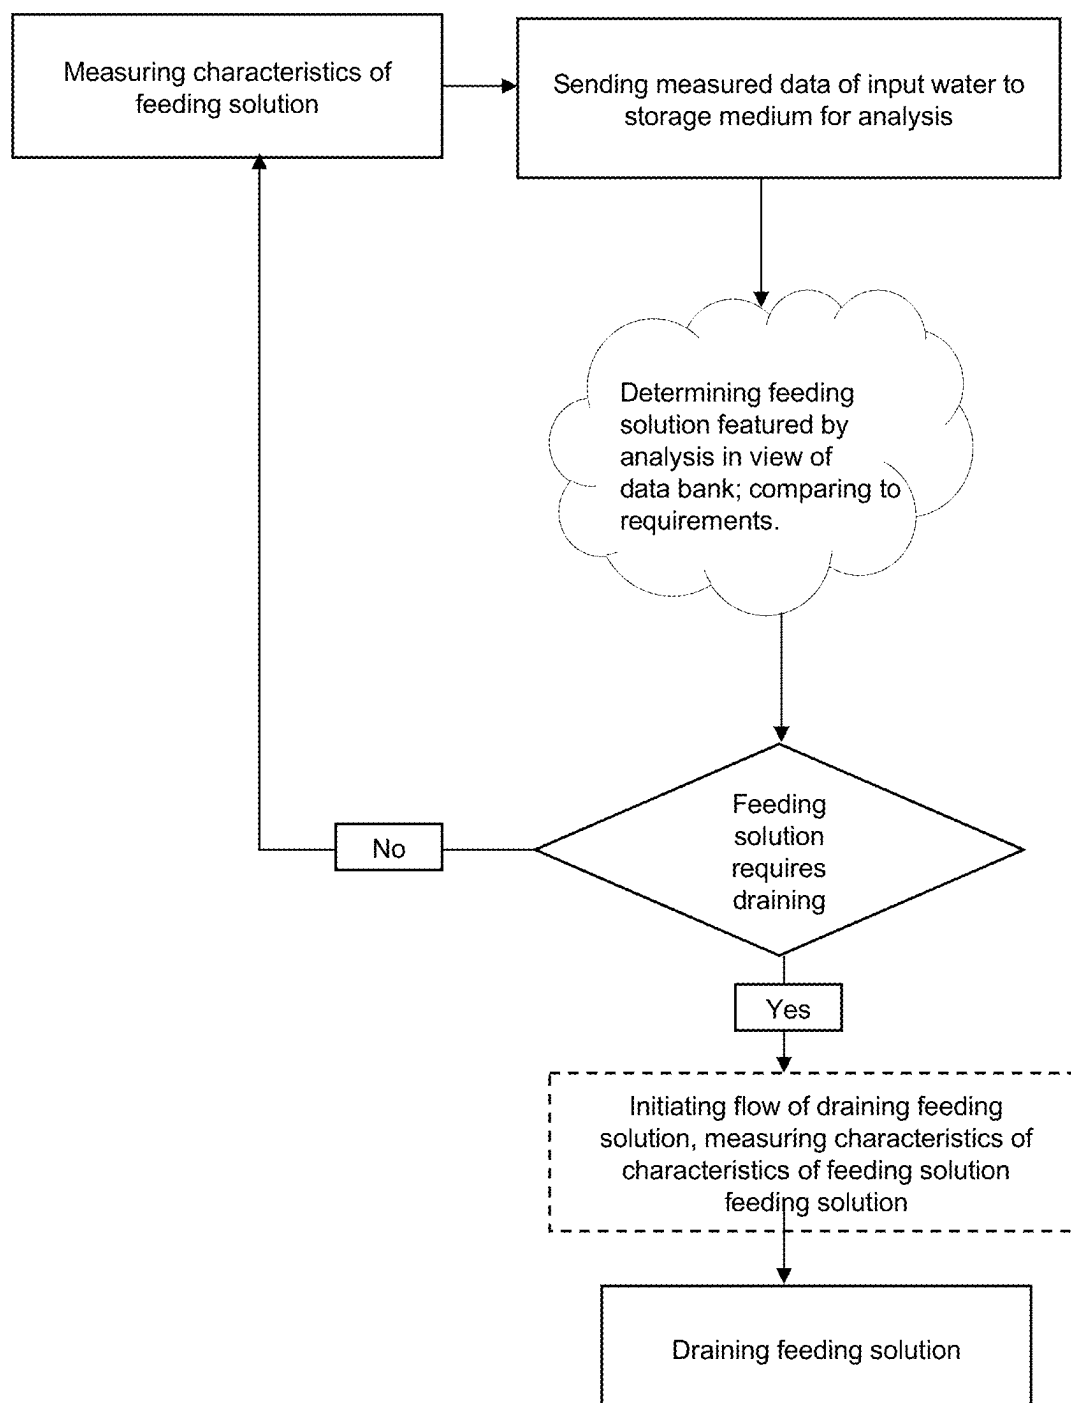 Measuring characteristics of
feeding solution
Sending measured data of input water to
storage medium for analysis
Determining feeding
solution featured by
analysis in view of
data bank; comparing to
requirements.
Feeding
solution
requires
draining
No
Yes
Initiating flow of draining feeding
solution, measuring characteristics of
characteristics of feeding solution
feeding solution
Draining feeding solution